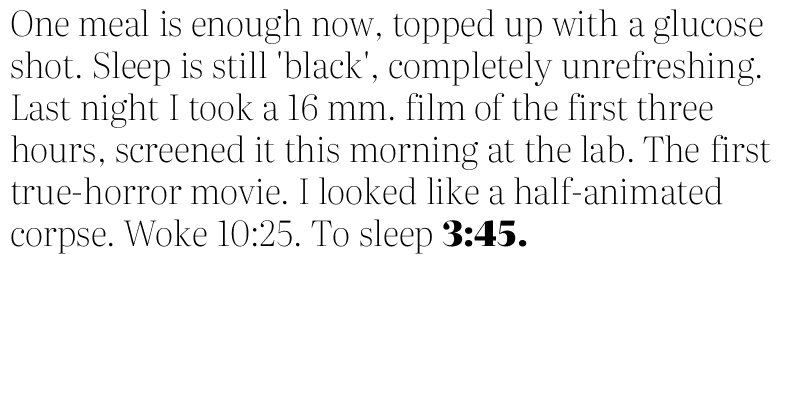 One meal is enough now, topped up with a glucose
shot. Sleep is still 'black', completely unrefreshing.
Last night I took a 16 mm. film of the first three
hours, screened it this morning at the lab. The first
true-horror movie. I looked like a half-animated
corpse. Woke 10:25. To sleep 3:45.